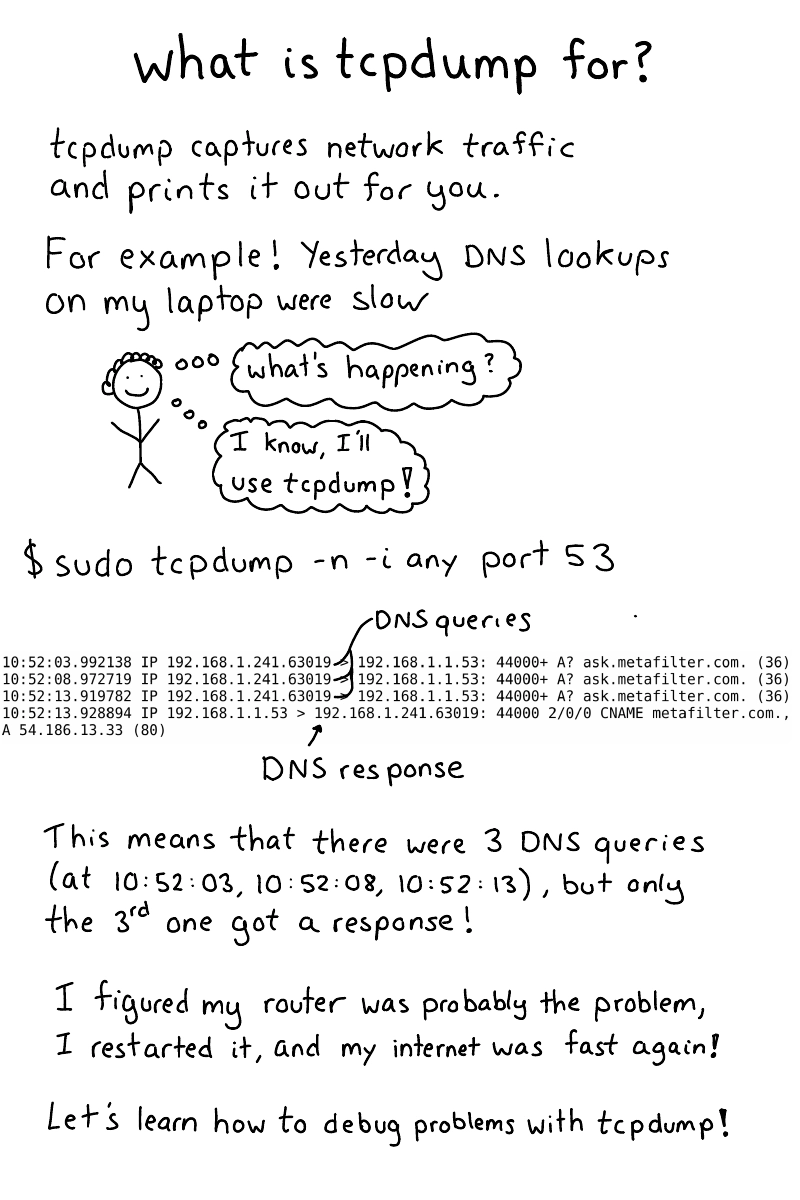 What is tcpdump for?
tcpdump captures network traffic
and prints it out for you.
For example! Yesterday DNS lookups
on my laptop were slow
what's happening?
I know, I'll
use tcpdump!
$ sudo tcpdump -n -i any port 53
DNS queries
10:52:03.992138 IP 192.168.1.241.63019 > 192.168.1.1.53: 44000+ A? ask.metafilter.com. (36)
10:52:08.972719 IP 192.168.1.241.63019 > 192.168.1.1.53: 44000+ A? ask.metafilter.com. (36)
10:52:13.919782 IP 192.168.1.241.63019 > 192.168.1.1.53: 44000+ A? ask.metafilter.com. (36)
10:52:13.928894 IP 192.168.1.1.53 > 192.168.1.241.63019: 44000 2/0/0 CNAME metafilter.com.,
A 54.186.13.33 (80)
DNS response
This means that there were 3 DNS queries
(at 10:52:03, 10:52:08, 10:52:13), but only
the 3rd one got a response!
I figured my router was probably the problem,
I restarted it, and my internet was fast again!
Let's learn how to debug problems with tcpdump!